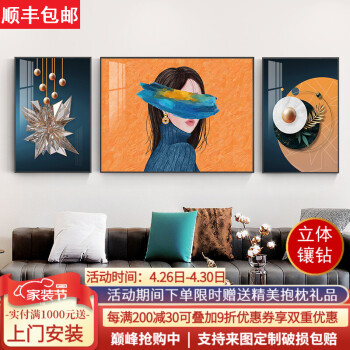 顺丰包邮
立体
镶钻
活动时间：4.26日-4.30日
活动期间下单限时赠送精美抱枕礼品
家装节
实付满1000元送
上门安装
每满200减30可叠加9折优惠券享双重优惠
巅峰抢购中 | 支持来图定制破损包赔